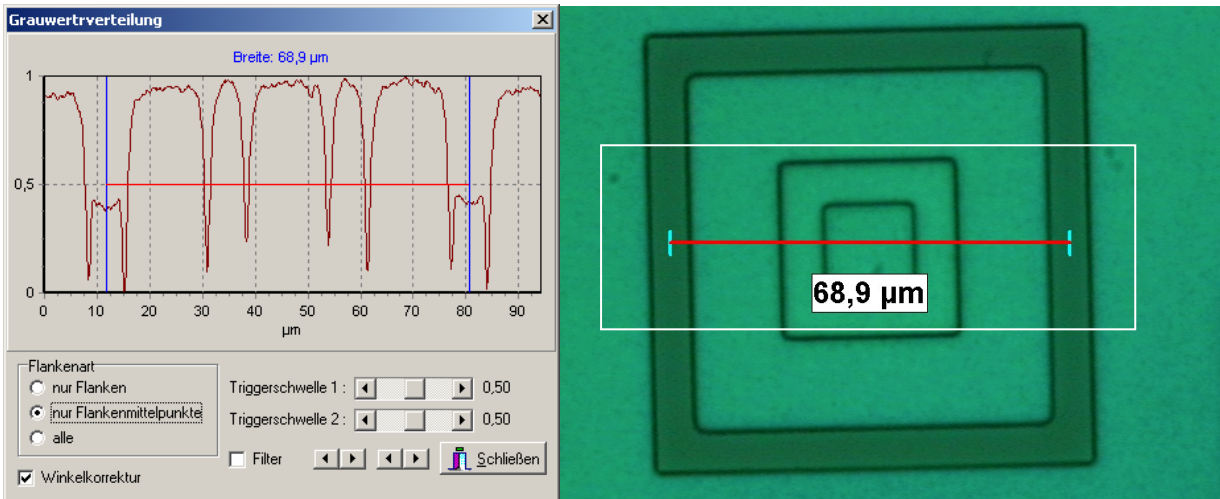 Grauwertrverteilung
Breite: 68,9 µm
1
0,5
0
0 10 20 30 40 50 60 70 80 90
µm
Flankenart
nur Flanken
nur Flankenmittelpunkte
alle
Triggerschwelle 1 : 0,50
Triggerschwelle 2 : 0,50
Filter
Schließen
Winkelkorrektur
68,9 µm